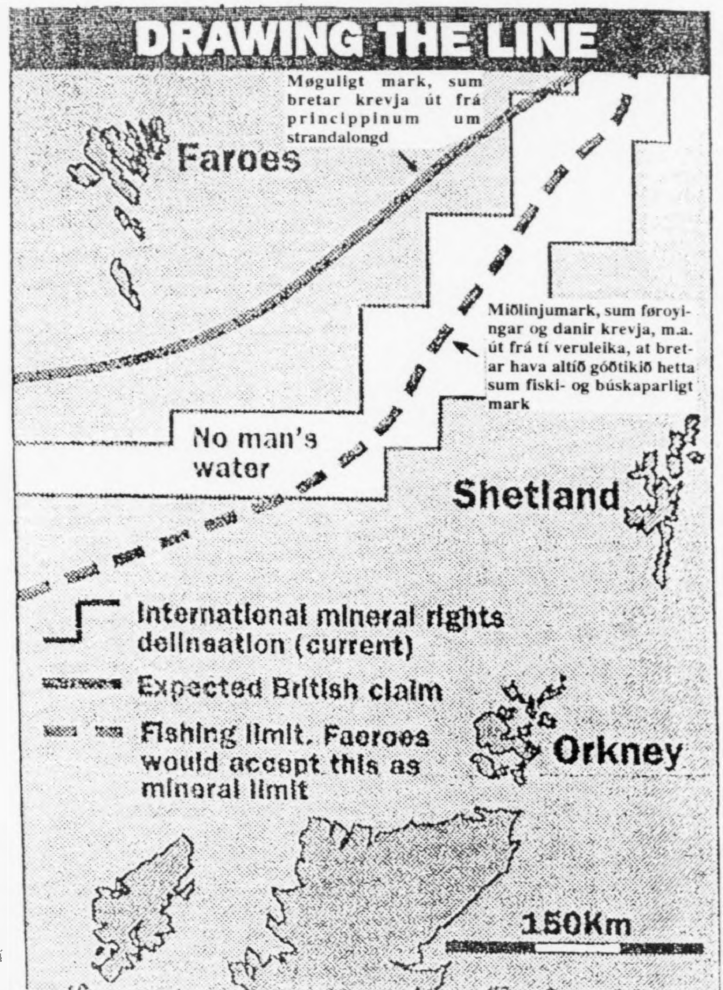 DRAWING THE LINE
Møguligt mark, sum
bretar krevja út frá
princippinum um
strandalongd
Faroes
Miðlinjumark, sum føroyi-
ngar og danir krevja, m.a.
út frá tí veruleika, at bret-
ar hava altíð góðtikið hetta
sum fiski- og búskaparligt
mark
No man's
water
Shetland
International mineral rights
delineation (current)
Expected British claim
Fishing limit. Faeroes
would accept this as
mineral limit
Orkney
150Km